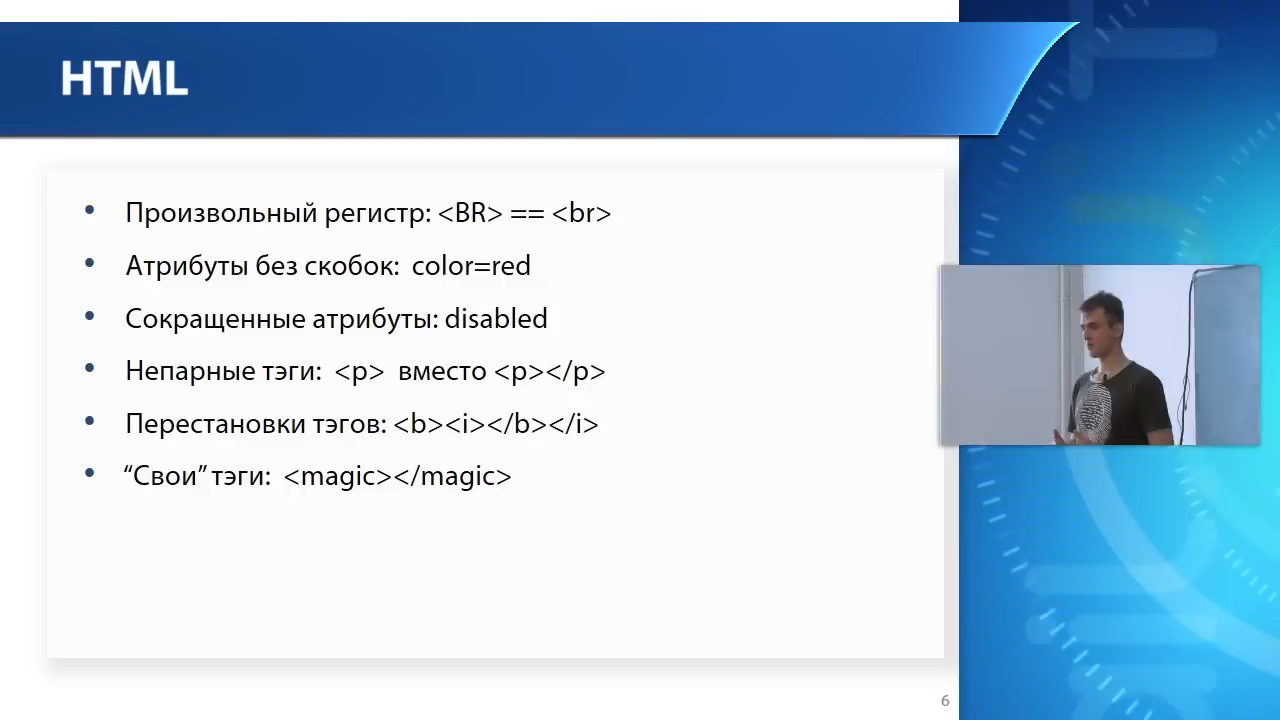 HTML
• Произвольный регистр: <BR> == <br>
• Атрибуты без скобок: color=red
• Сокращенные атрибуты: disabled
• Непарные тэги: <p> вместо <p></p>
• Перестановки тэгов: <b><i></b></i>
• “Свои” тэги: <magic></magic>
6